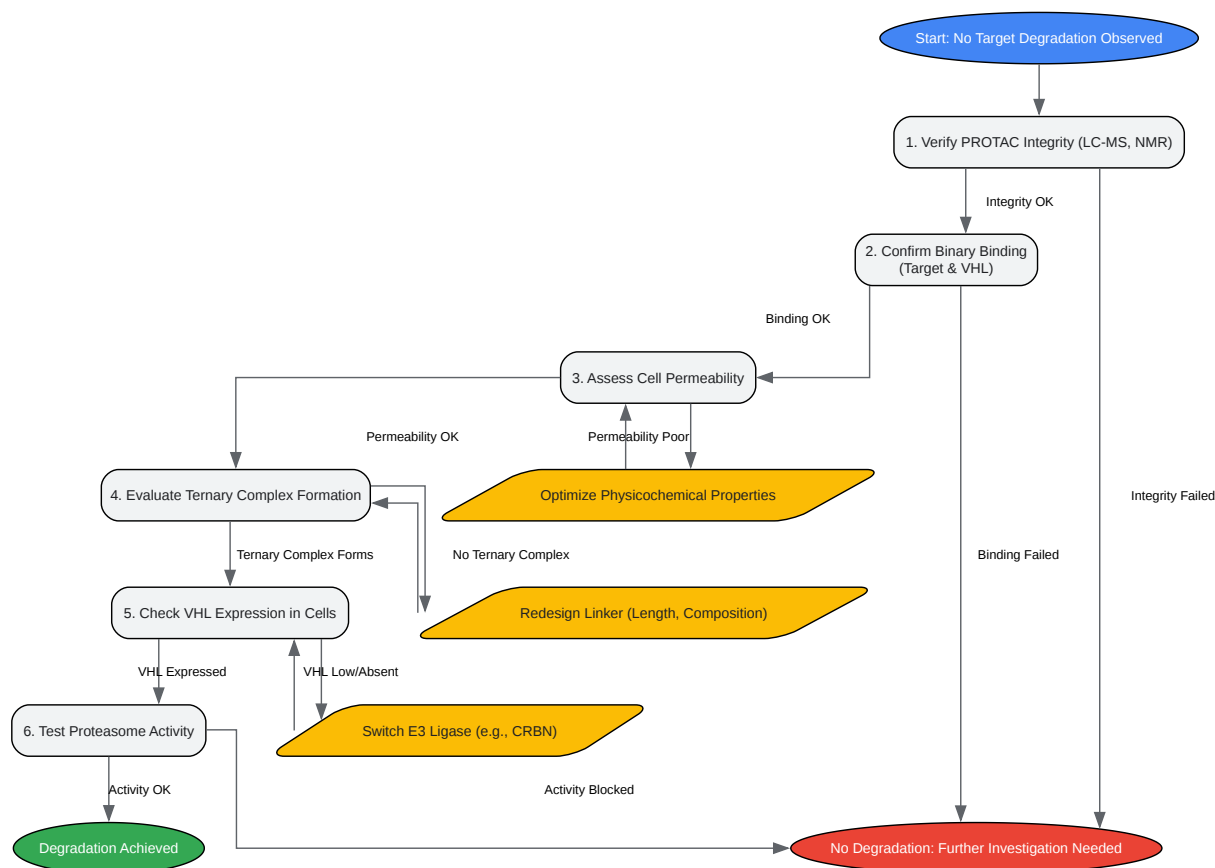 Start: No Target Degradation Observed
1. Verify PROTAC Integrity (LC-MS, NMR)
Integrity OK
2. Confirm Binary Binding
(Target & VHL)
Binding OK
3. Assess Cell Permeability
Permeability OK
Permeability Poor
4. Evaluate Ternary Complex Formation
Optimize Physicochemical Properties
Integrity Failed
Ternary Complex Forms
No Ternary Complex
Binding Failed
5. Check VHL Expression in Cells
Redesign Linker (Length, Composition)
VHL Expressed
VHL Low/Absent
6. Test Proteasome Activity
Switch E3 Ligase (e.g., CRBN)
Activity OK
Activity Blocked
Degradation Achieved
No Degradation: Further Investigation Needed